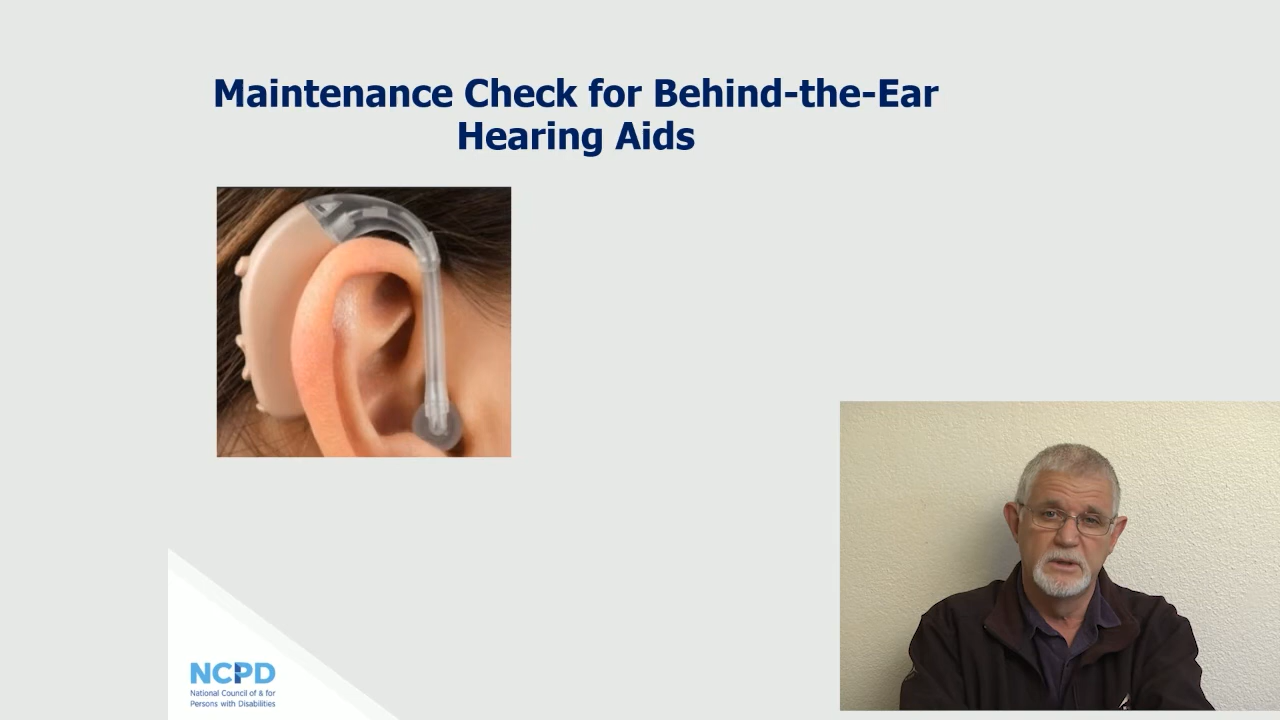 Maintenance Check for Behind-the-Ear
Hearing Aids
NCPD
National Council of & for
Persons with Disabilities